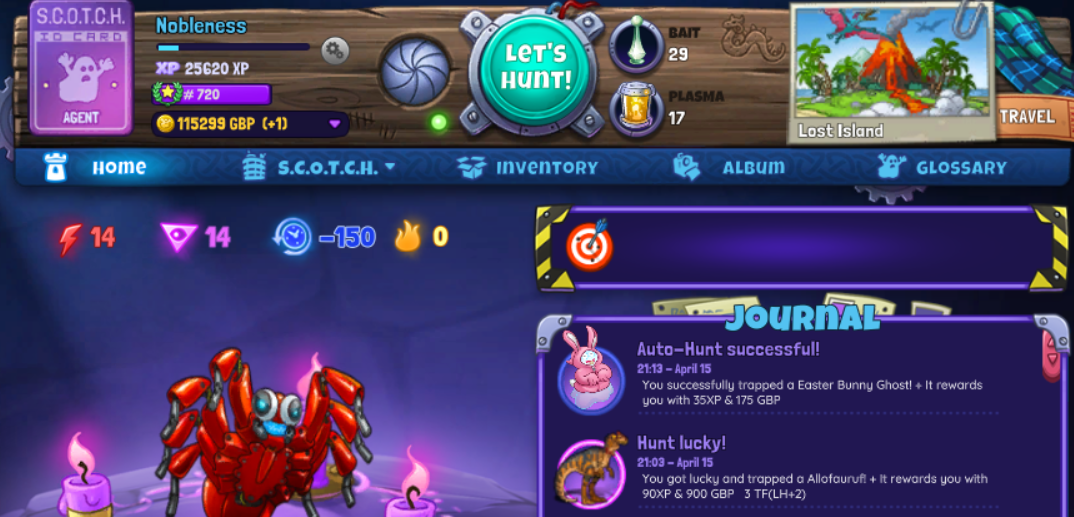 S.C.O.T.C.H.
ID CARD
AGENT
Nobleness
XP 25620 XP
# 720
115299 GBP (+1)
LET'S
HUNT!
BAIT
29
PLASMA
17
Lost Island
TRAVEL
HOME
S.C.O.T.C.H.
INVENTORY
ALBUM
GLOSSARY
14
14
-150
0
JOURNAL
Auto-Hunt successful!
21:13 - April 15
You successfully trapped a Easter Bunny Ghost! + It rewards
you with 35XP & 175 GBP
Hunt lucky!
21:03 - April 15
You got lucky and trapped a Allofauruf! + It rewards you with
90XP & 900 GBP 3 TF(LH+2)